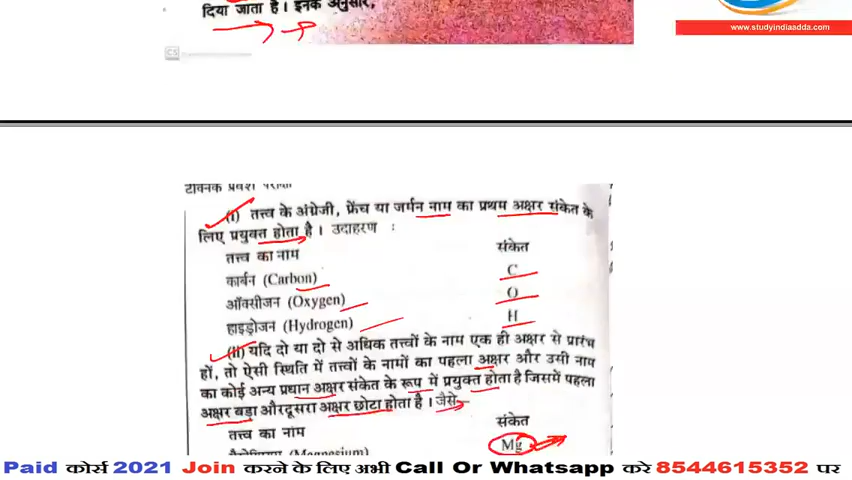 दिया जाता है। इनके अनुसार,
www.studyindiaadda.com
CS
(i) तत्त्व के अंग्रेजी, फ्रेंच या जर्मन नाम का प्रथम अक्षर संकेत के
लिए प्रयुक्त होता है। उदाहरण :
तत्त्व का नाम संकेत
कार्बन (Carbon) C
ऑक्सीजन (Oxygen) O
हाइड्रोजन (Hydrogen) H
(ii) यदि दो या दो से अधिक तत्त्वों के नाम एक ही अक्षर से प्रारंभ
हों, तो ऐसी स्थिति में तत्त्वों के नामों का पहला अक्षर और उसी नाम
का कोई अन्य प्रधान अक्षर संकेत के रूप में प्रयुक्त होता है जिसमें पहला
अक्षर बड़ा और दूसरा अक्षर छोटा होता है। जैसे–
तत्त्व का नाम संकेत
(Magnesium) Mg
Paid कोर्स 2021 Join करने के लिए अभी Call Or Whatsapp करे 8544615352 पर